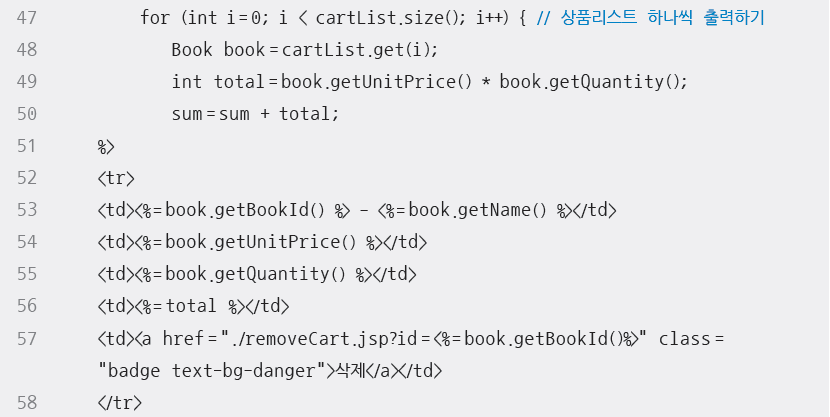 47 for (int i=0; i < cartList.size(); i++) { // 상품리스트 하나씩 출력하기
48 Book book=cartList.get(i);
49 int total=book.getUnitPrice() * book.getQuantity();
50 sum=sum + total;
51 %>
52 <tr>
53 <td><%=book.getBookId() %> - <%=book.getName() %></td>
54 <td><%=book.getUnitPrice() %></td>
55 <td><%=book.getQuantity() %></td>
56 <td><%=total %></td>
57 <td><a href="./removeCart.jsp?id=<%=book.getBookId()%>" class=
"badge text-bg-danger">삭제</a></td>
58 </tr>